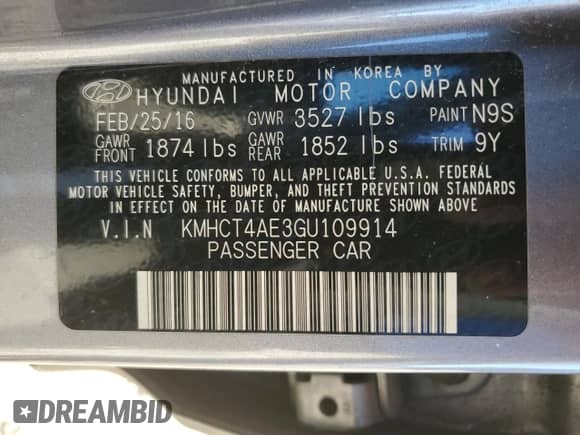 MANUFACTURED IN KOREA BY
HYUNDAI MOTOR COMPANY
FEB/25/16 GVWR 3527 lbs PAINT N9S
GAWR FRONT 1874 lbs GAWR REAR 1852 lbs TRIM 9Y
THIS VEHICLE CONFORMS TO ALL APPLICABLE U.S.A. FEDERAL
MOTOR VEHICLE SAFETY, BUMPER, AND THEFT PREVENTION STANDARDS
IN EFFECT ON THE DATE OF MANUFACTURE SHOWN ABOVE
V.I.N KMHCT4AE3GU109914
PASSENGER CAR
DREAMBID